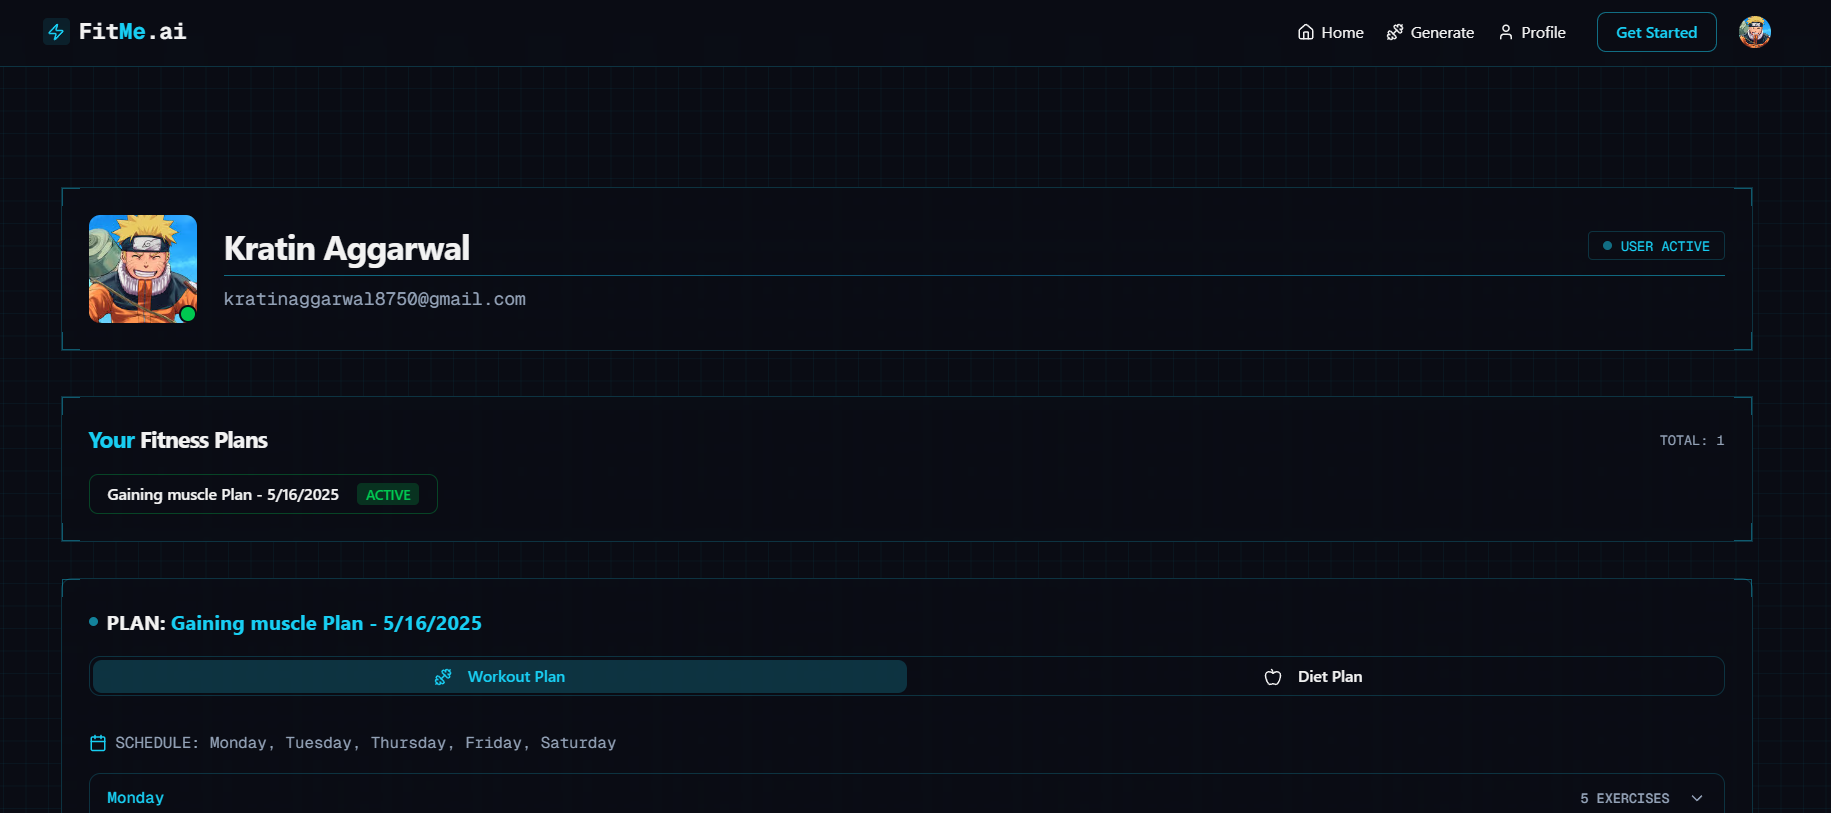 FitMe.ai
Home
Generate
Profile
Get Started
Kratin Aggarwal
USER ACTIVE
kratinaggarwal8750@gmail.com
Your Fitness Plans
TOTAL: 1
Gaining muscle Plan - 5/16/2025
ACTIVE
PLAN: Gaining muscle Plan - 5/16/2025
Workout Plan
Diet Plan
SCHEDULE: Monday, Tuesday, Thursday, Friday, Saturday
Monday
5 EXERCISES